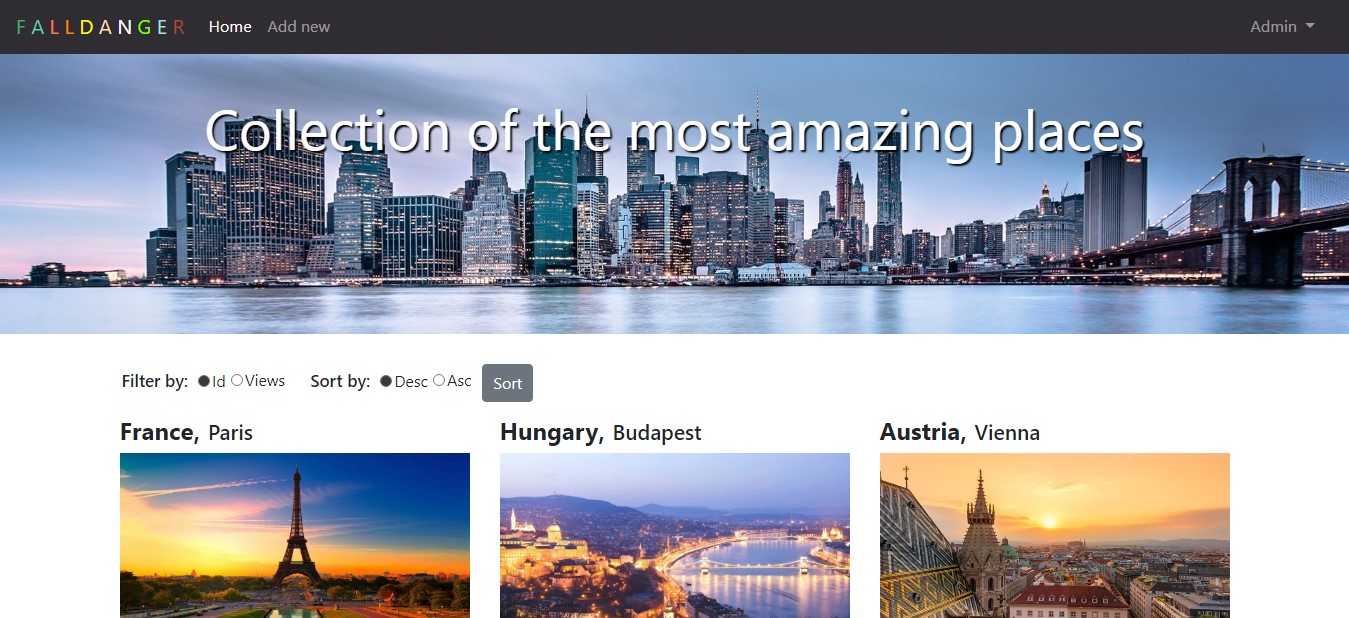 FALLDANGER Home Add new Admin
Collection of the most amazing places
Filter by: Id Views Sort by: Desc Asc Sort
France, Paris
Hungary, Budapest
Austria, Vienna